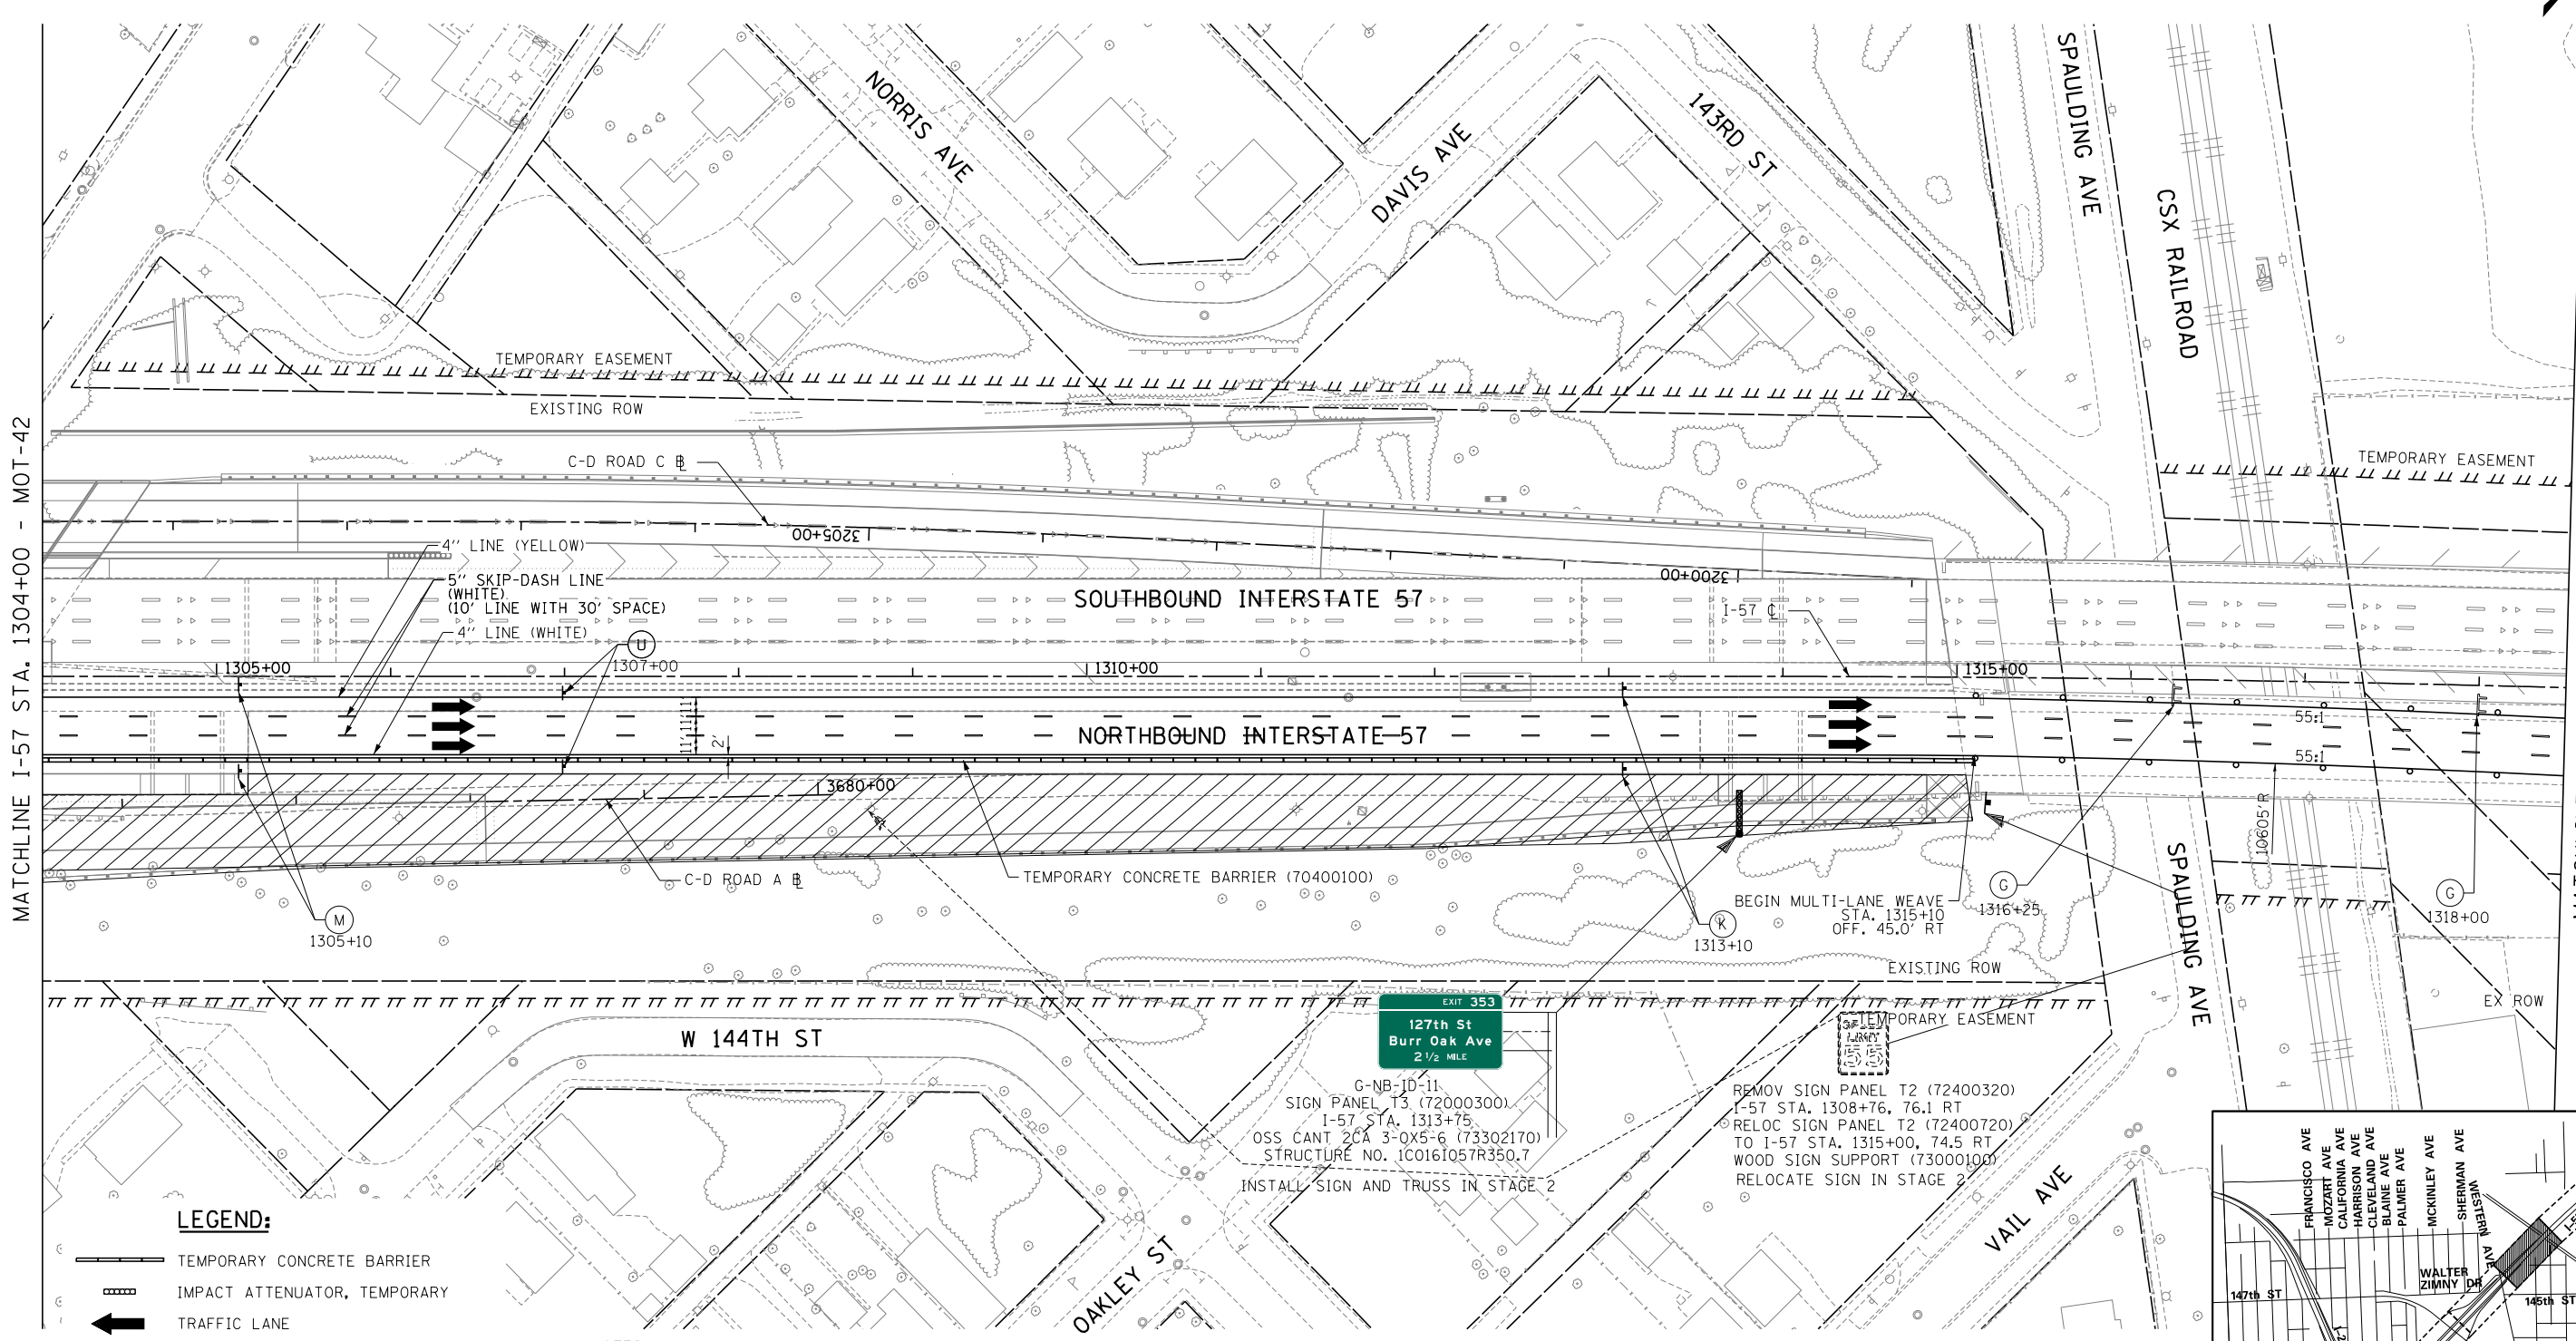 NORRIS AVE
DAVIS AVE
143RD ST
SPAULDING AVE
CSX RAILROAD
TEMPORARY EASEMENT
EXISTING ROW
MATCHLINE I-57 STA. 1304+00 - MOT-42
C-D ROAD C B
3205+00
3200+00
TEMPORARY EASEMENT
4" LINE (YELLOW)
5" SKIP-DASH LINE
(WHITE)
(10' LINE WITH 30' SPACE)
4" LINE (WHITE)
SOUTHBOUND INTERSTATE 57
I-57 C
U
1307+00
1305+00
1310+00
1315+00
11' 11' 11'
2'
NORTHBOUND INTERSTATE 57
55:1
55:1
10605' R
3680+00
C-D ROAD A B
TEMPORARY CONCRETE BARRIER (70400100)
M
1305+10
K
1313+10
BEGIN MULTI-LANE WEAVE
STA. 1315+10
OFF. 45.0' RT
G
1316+25
G
1318+00
SPAULDING AVE
EXISTING ROW
EX ROW
TEMPORARY EASEMENT
W 144TH ST
EXIT 353
127th St
Burr Oak Ave
2 1/2 MILE
G-NB-ID-11
SIGN PANEL T3 (72000300)
I-57 STA. 1313+75
OSS CANT 2CA 3-0X5-6 (73302170)
STRUCTURE NO. 1C016I057R350.7
INSTALL SIGN AND TRUSS IN STAGE 2
SPEED
LIMIT
55
REMOV SIGN PANEL T2 (72400320)
I-57 STA. 1308+76, 76.1 RT
RELOC SIGN PANEL T2 (72400720)
TO I-57 STA. 1315+00, 74.5 RT
WOOD SIGN SUPPORT (73000100)
RELOCATE SIGN IN STAGE 2
OAKLEY ST
VAIL AVE
LEGEND:
TEMPORARY CONCRETE BARRIER
IMPACT ATTENUATOR, TEMPORARY
TRAFFIC LANE
FRANCISCO AVE
MOZART AVE
CALIFORNIA AVE
HARRISON AVE
CLEVELAND AVE
BLAINE AVE
PALMER AVE
MCKINLEY AVE
SHERMAN AVE
WESTERN AVE
WALTER
ZIMNY DR
147th ST
145th ST